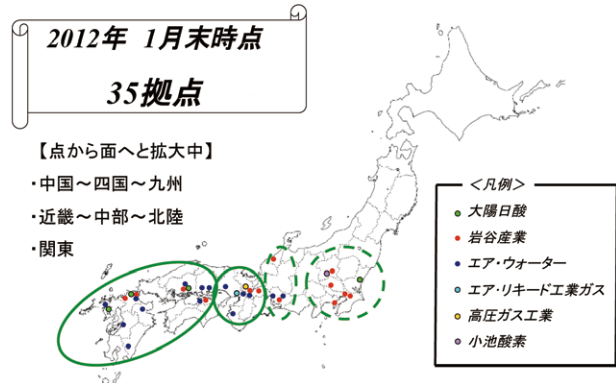 2012年 1月末時点
35拠点
【点から面へと拡大中】
・中国～四国～九州
・近畿～中部～北陸
・関東
＜凡例＞
大陽日酸
岩谷産業
エア・ウォーター
エア・リキード工業ガス
高圧ガス工業
小池酸素